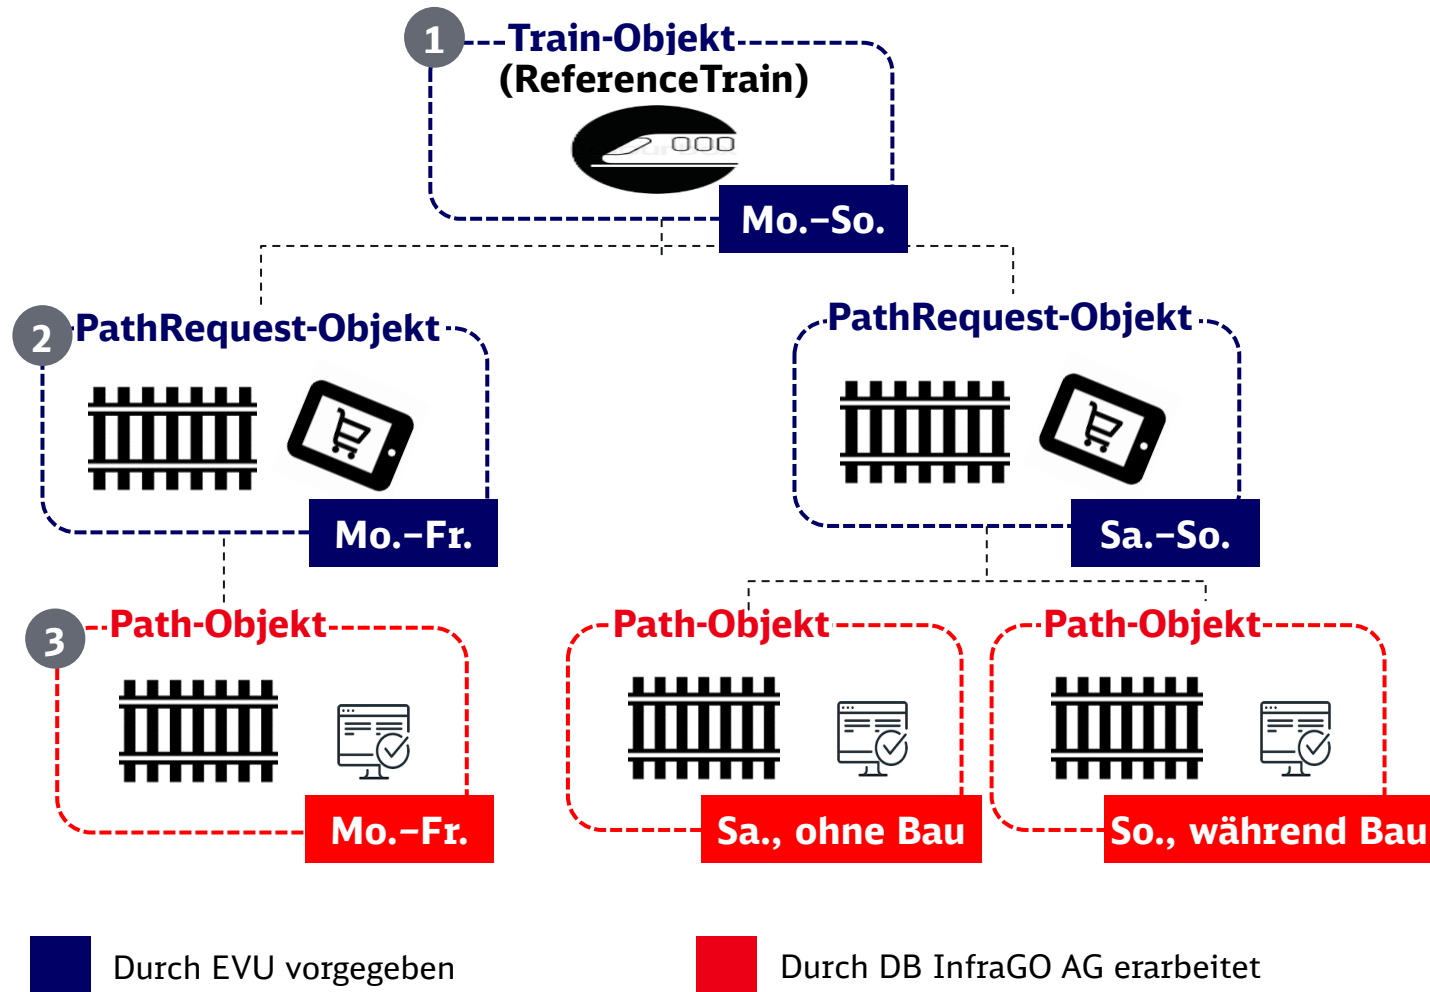 1
Train-Objekt
(ReferenceTrain)
Mo.–So.
2
PathRequest-Objekt
PathRequest-Objekt
Mo.–Fr.
Sa.–So.
3
Path-Objekt
Path-Objekt
Path-Objekt
Mo.–Fr.
Sa., ohne Bau
So., während Bau
Durch EVU vorgegeben
Durch DB InfraGO AG erarbeitet